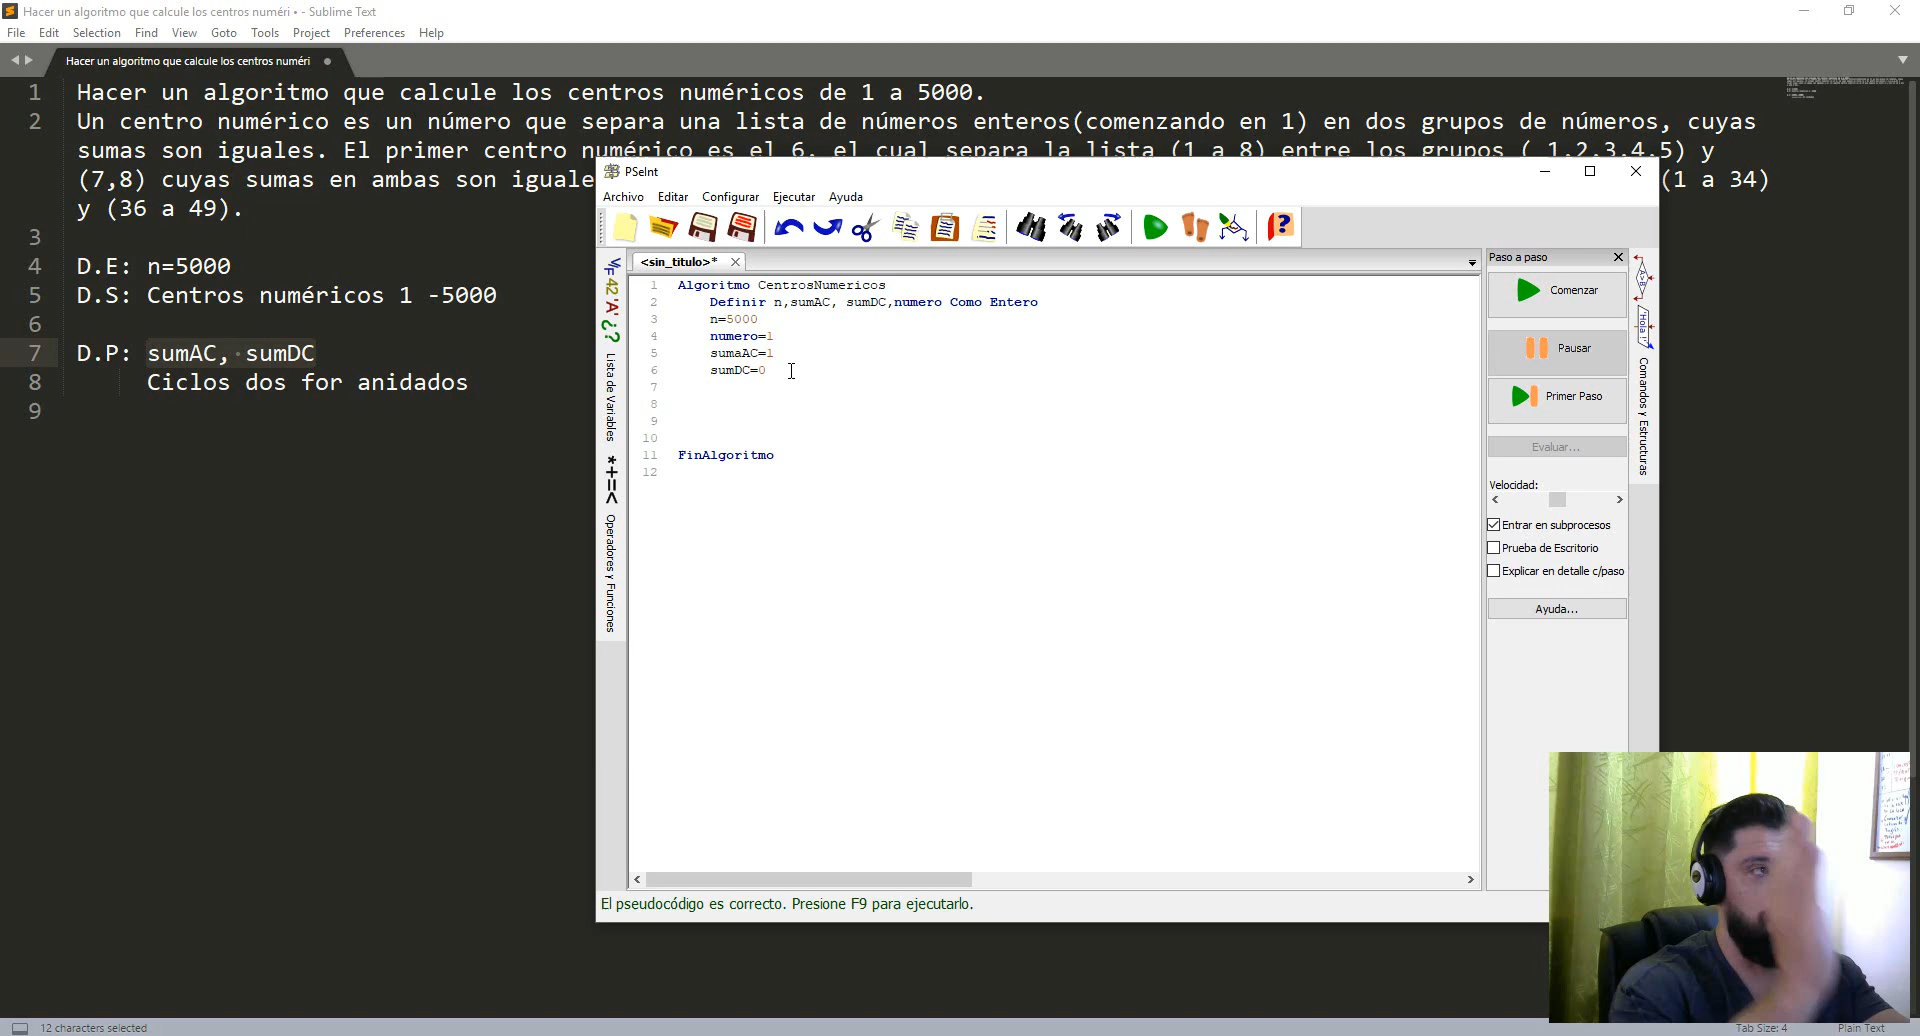 Hacer un algoritmo que calcule los centros numéri • - Sublime Text
File Edit Selection Find View Goto Tools Project Preferences Help
Hacer un algoritmo que calcule los centros numéri
1 Hacer un algoritmo que calcule los centros numéricos de 1 a 5000.
2 Un centro numérico es un número que separa una lista de números enteros(comenzando en 1) en dos grupos de números, cuyas
sumas son iguales. El primer centro numérico es el 6, el cual separa la lista (1 a 8) entre los grupos ( 1,2,3,4,5) y
(7,8) cuyas sumas en ambas son iguale
(1 a 34)
y (36 a 49).
3
4 D.E: n=5000
5 D.S: Centros numéricos 1 -5000
6
7 D.P: sumAC, sumDC
8 Ciclos dos for anidados
9
PSeInt
Archivo Editar Configurar Ejecutar Ayuda
<sin_titulo>*
1 Algoritmo CentrosNumericos
2 Definir n,sumAC, sumDC,numero Como Entero
3 n=5000
4 numero=1
5 sumaAC=1
6 sumDC=0
7
8
9
10
11 FinAlgoritmo
12
42 'A' ¿?
Lista de Variables
*+=<
Operadores y Funciones
Paso a paso
Comenzar
Pausar
Primer Paso
Evaluar...
Velocidad:
Entrar en subprocesos
Prueba de Escritorio
Explicar en detalle c/paso
Ayuda...
A>B
'Hola !'
Comandos y Estructuras
El pseudocódigo es correcto. Presione F9 para ejecutarlo.
12 characters selected
Tab Size: 4
Plain Text